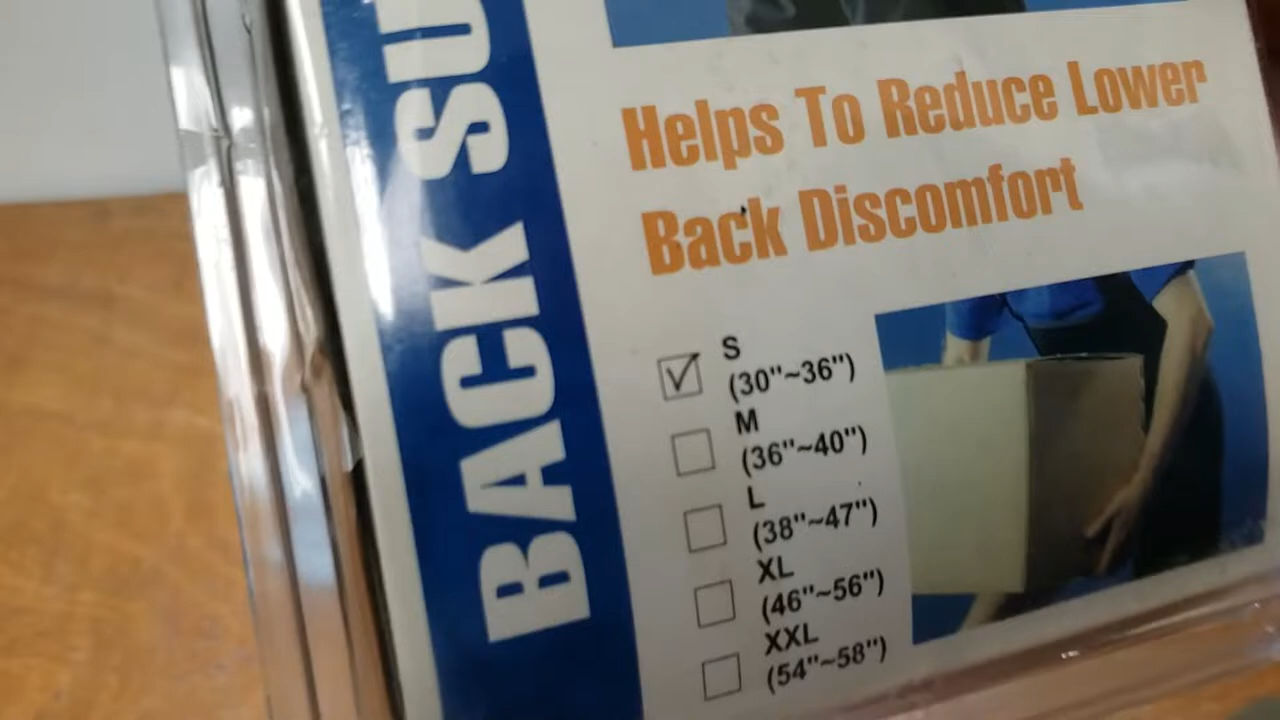 BACK SU
Helps To Reduce Lower
Back Discomfort
S
(30"~36")
M
(36"~40")
L
(38"~47")
XL
(46"~56")
XXL
(54"~58")